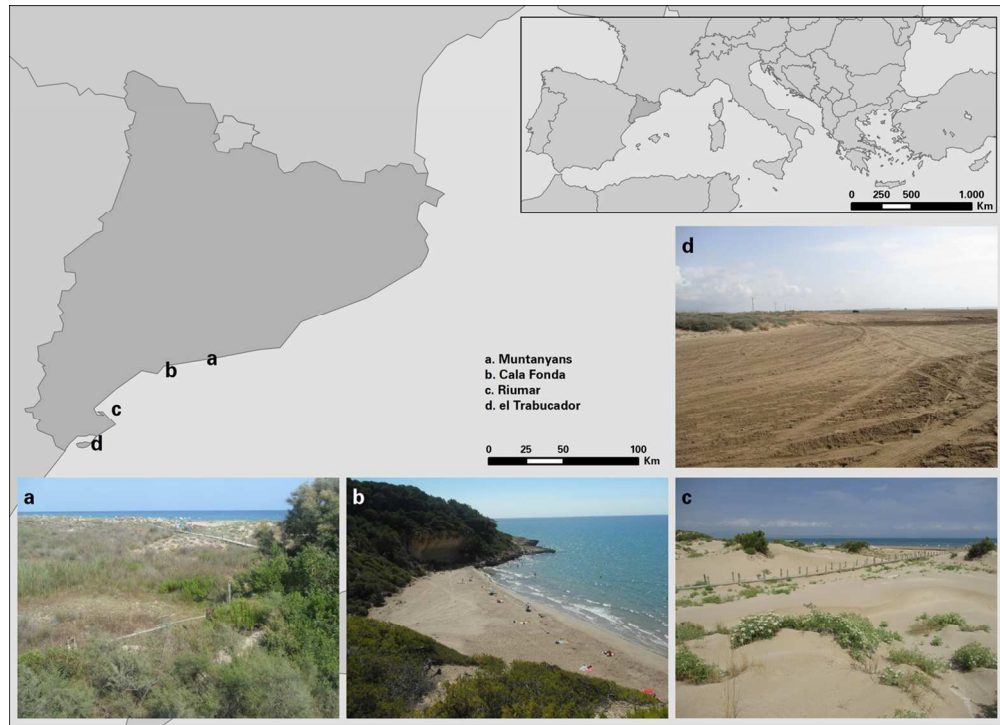 0 250 500 1.000
Km
d
a
b
c
d
a. Muntanyans
b. Cala Fonda
c. Riumar
d. el Trabucador
0 25 50 100
Km
a
b
c